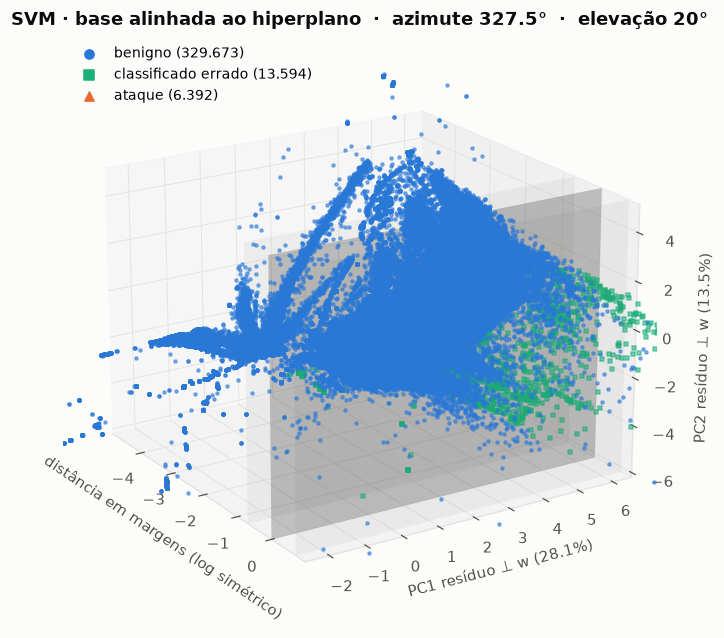 SVM · base alinhada ao hiperplano · azimute 327.5° · elevação 20°
benigno (329.673)
classificado errado (13.594)
ataque (6.392)
4
2
0
−2
−4
−6
PC2 resíduo ⊥ w (13.5%)
−4
−3
−2
−1
0
distância em margens (log simétrico)
−2
−1
0
1
2
3
4
5
6
PC1 resíduo ⊥ w (28.1%)